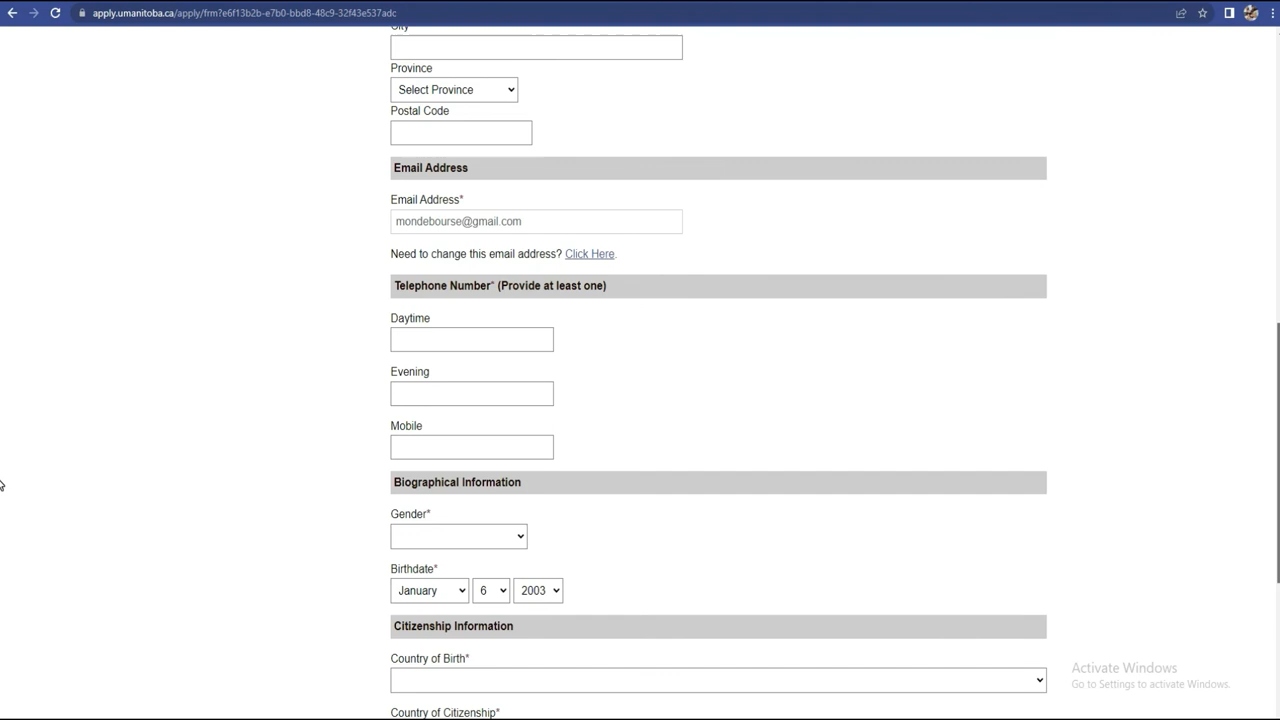 apply.umanitoba.ca/apply/frm?e6f13b2b-e7b0-bbd8-48c9-32f43e537adc
City
Province
Select Province
Postal Code
Email Address
Email Address*
mondebourse@gmail.com
Need to change this email address? Click Here.
Telephone Number* (Provide at least one)
Daytime
Evening
Mobile
Biographical Information
Gender*
Birthdate*
January 6 2003
Citizenship Information
Country of Birth*
Activate Windows
Go to Settings to activate Windows.
Country of Citizenship*